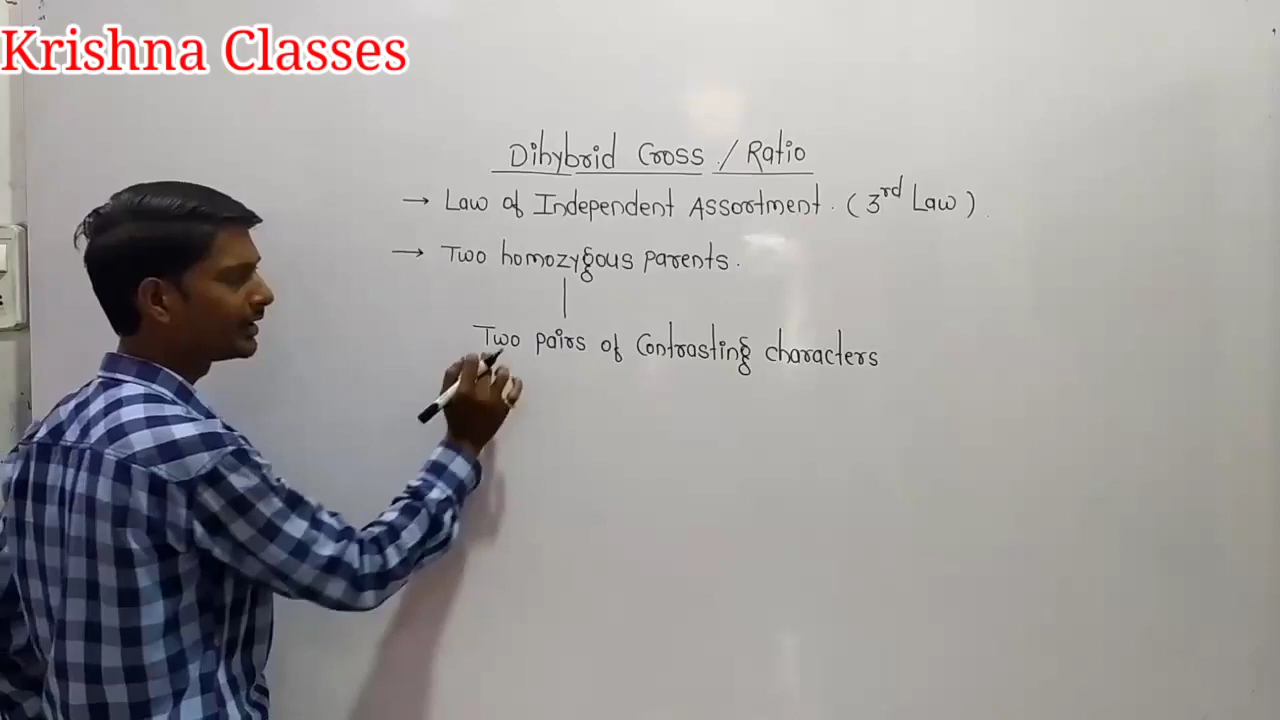 Krishna Classes
Dihybrid Cross / Ratio
→ Law of Independent Assortment. (3rd Law)
→ Two homozygous parents.
Two pairs of Contrasting characters